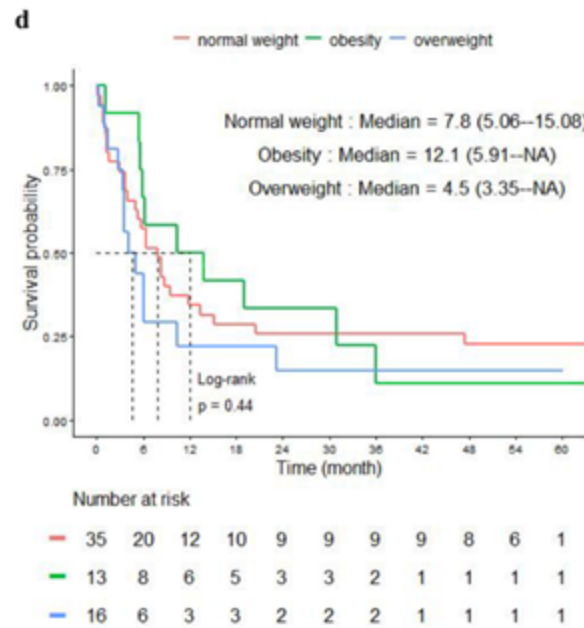 d
normal weight obesity overweight
Normal weight : Median = 7.8 (5.06--15.08)
Obesity : Median = 12.1 (5.91--NA)
Overweight : Median = 4.5 (3.35--NA)
Survival probability
1.00
0.75
0.50
0.25
0.00
Log-rank
p = 0.44
0 6 12 18 24 30 36 42 48 54 60
Time (month)
Number at risk
35 20 12 10 9 9 9 9 8 6 1
13 8 6 5 3 3 2 1 1 1 1
16 6 3 3 2 2 2 1 1 1 1